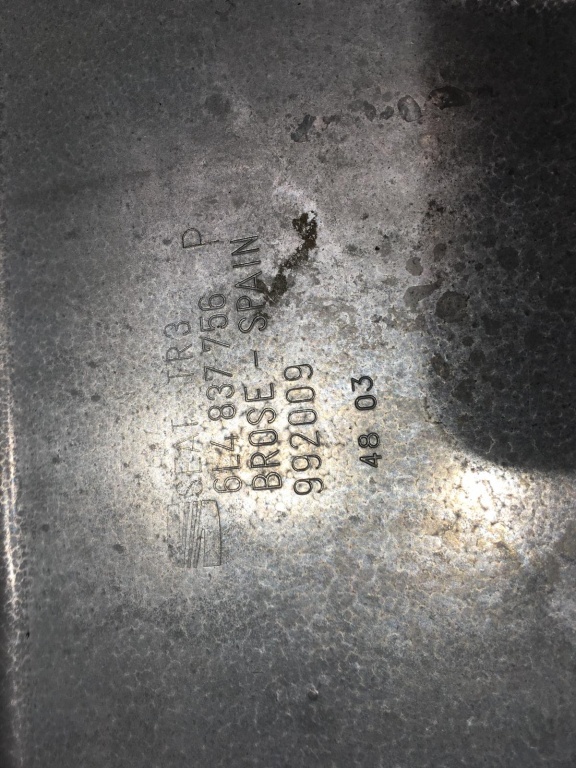 SEAT TR3 P
6L4 837 756
BROSE - SPAIN
992009
48 03